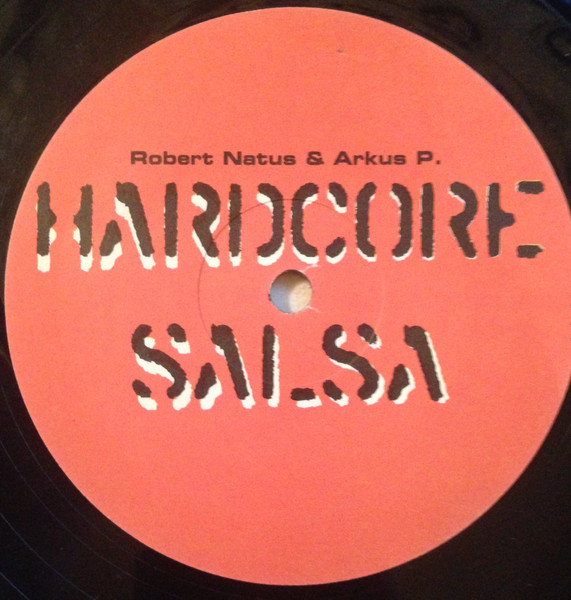 Robert Natus & Arkus P.
HARDCORE
SALSA